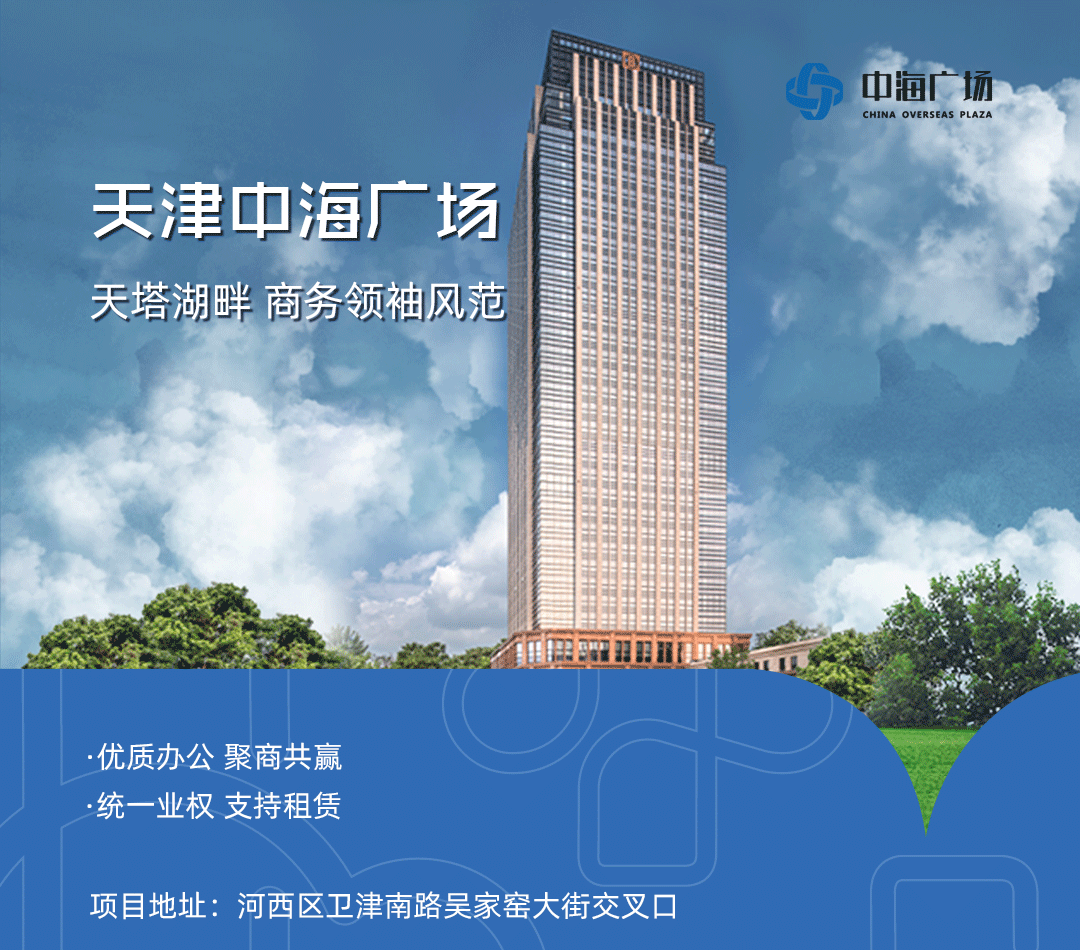 中海广场
CHINA OVERSEAS PLAZA
天津中海广场
天塔湖畔 商务领袖风范
·优质办公 聚商共赢
·统一业权 支持租赁
项目地址：河西区卫津南路吴家窑大街交叉口